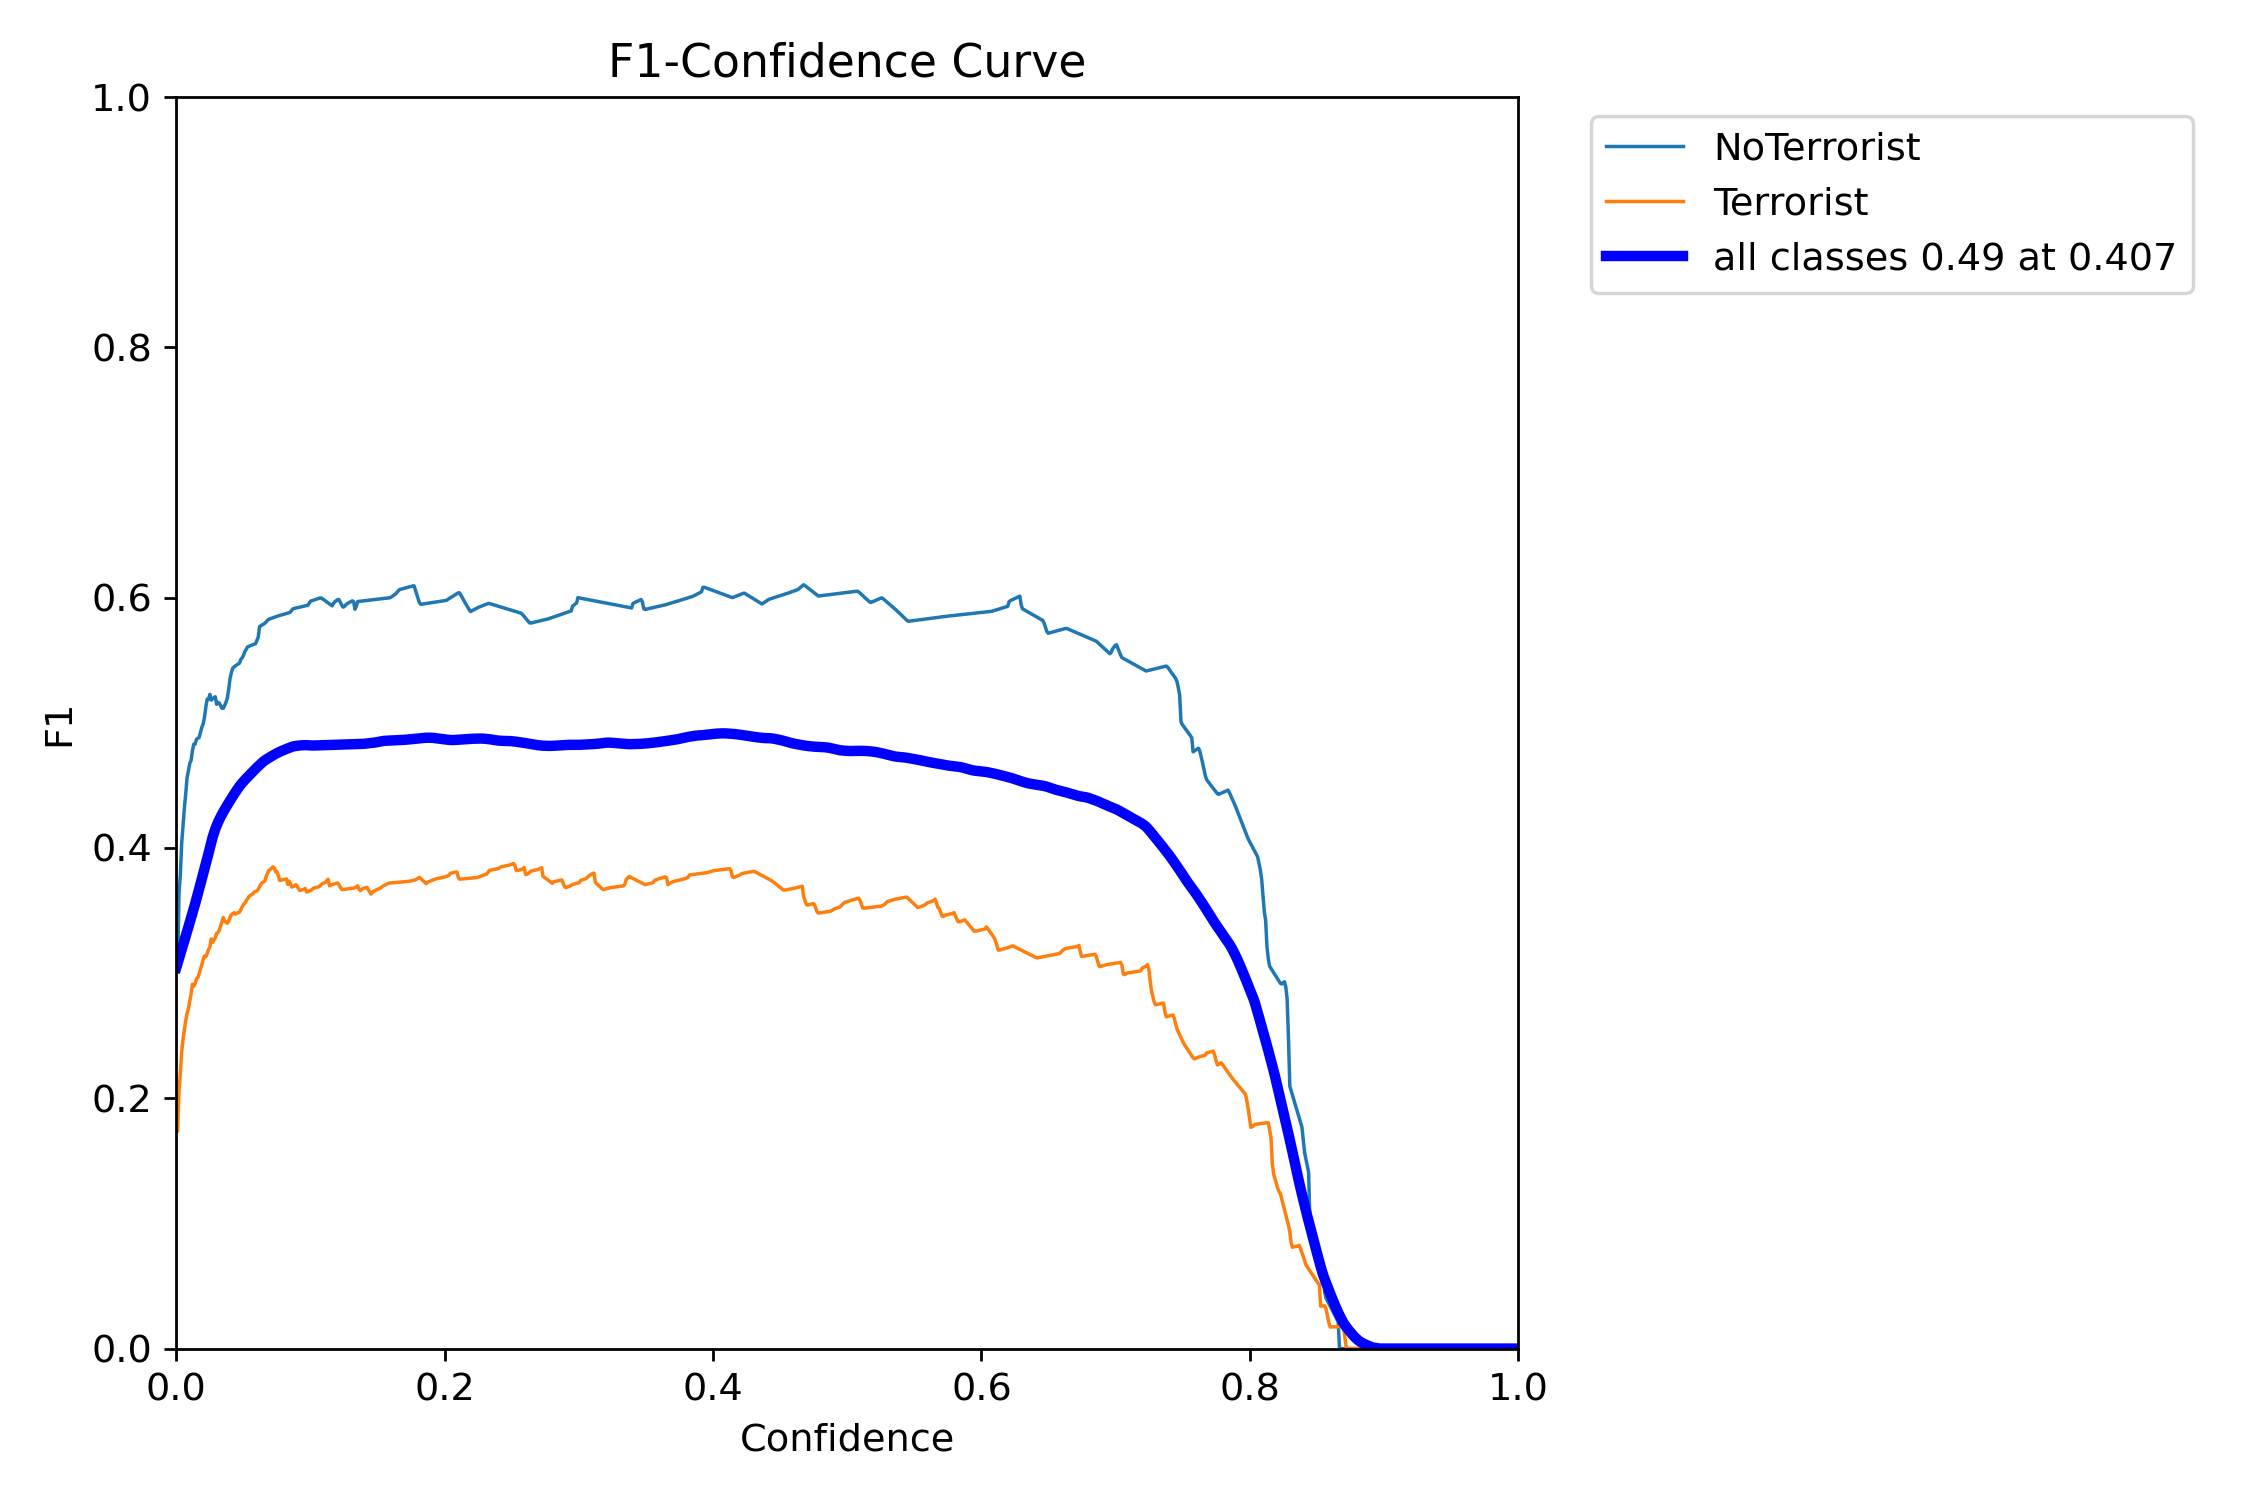 F1-Confidence Curve
1.0
0.8
0.6
0.4
0.2
0.0
F1
0.0 0.2 0.4 0.6 0.8 1.0
Confidence
NoTerrorist
Terrorist
all classes 0.49 at 0.407